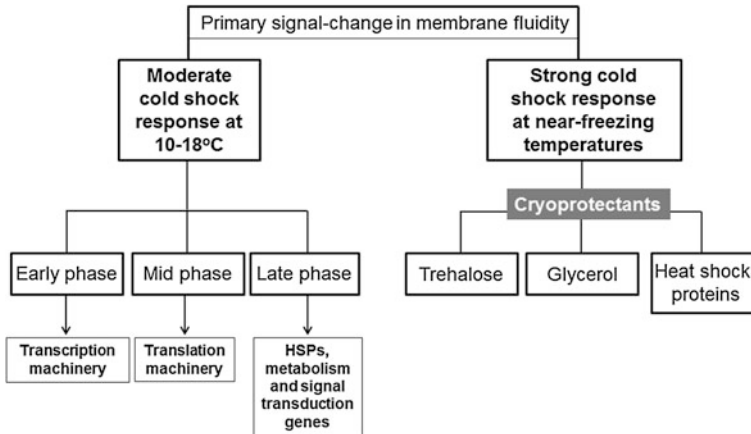 Primary signal-change in membrane fluidity
Moderate
cold shock
response at
10-18ºC
Strong cold
shock response
at near-freezing
temperatures
Cryoprotectants
Early phase
Mid phase
Late phase
Trehalose
Glycerol
Heat shock
proteins
Transcription
machinery
Translation
machinery
HSPs,
metabolism
and signal
transduction
genes